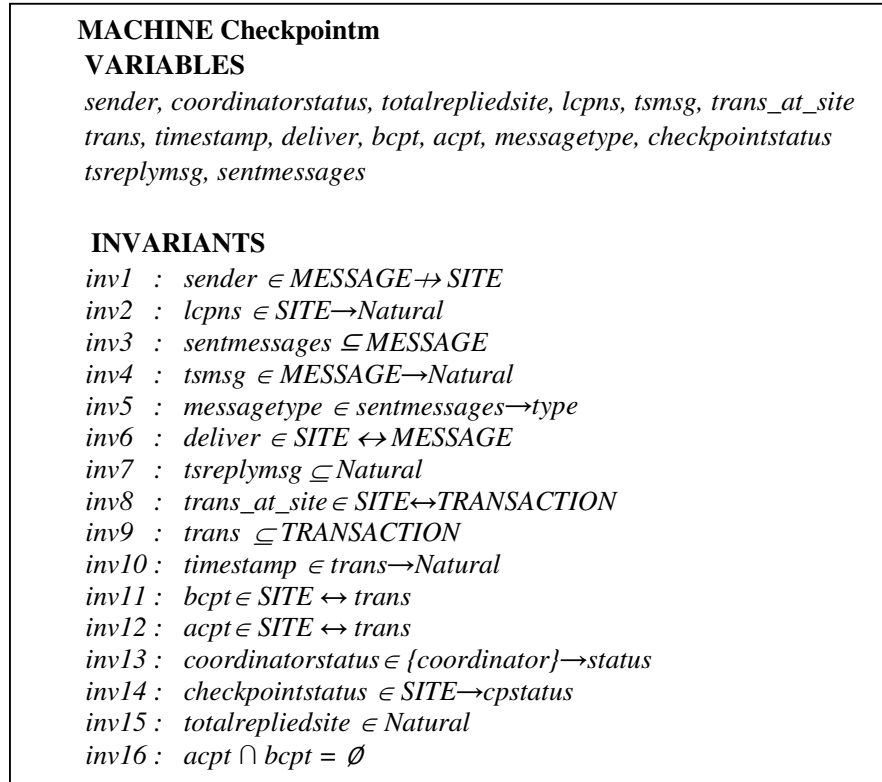 MACHINE Checkpointm
VARIABLES
sender, coordinatorstatus, totalrepliedsite, lcpns, tsmsg, trans_at_site
trans, timestamp, deliver, bcpt, acpt, messagetype, checkpointstatus
tsreplymsg, sentmessages
INVARIANTS
inv1 : sender ∈ MESSAGE⇸ SITE
inv2 : lcpns ∈ SITE→Natural
inv3 : sentmessages ⊆ MESSAGE
inv4 : tsmsg ∈ MESSAGE→Natural
inv5 : messagetype ∈ sentmessages→type
inv6 : deliver ∈ SITE ↔ MESSAGE
inv7 : tsreplymsg ⊆ Natural
inv8 : trans_at_site ∈ SITE↔TRANSACTION
inv9 : trans ⊆ TRANSACTION
inv10 : timestamp ∈ trans→Natural
inv11 : bcpt ∈ SITE ↔ trans
inv12 : acpt ∈ SITE ↔ trans
inv13 : coordinatorstatus ∈ {coordinator}→status
inv14 : checkpointstatus ∈ SITE→cpstatus
inv15 : totalrepliedsite ∈ Natural
inv16 : acpt ∩ bcpt = Ø